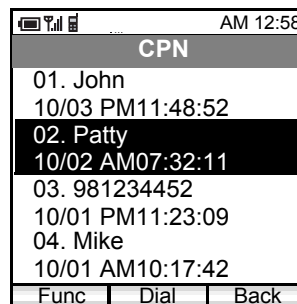 AM 12:58
CPN
01. John
10/03 PM11:48:52
02. Patty
10/02 AM07:32:11
03. 981234452
10/01 PM11:23:09
04. Mike
10/01 AM10:17:42
Func Dial Back